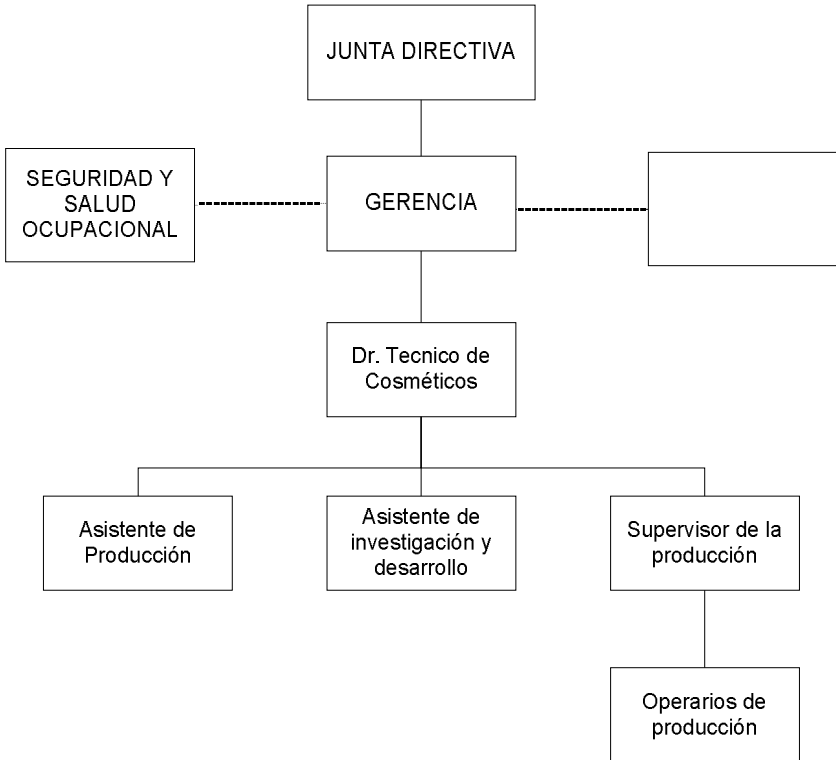 JUNTA DIRECTIVA
SEGURIDAD Y
SALUD
OCUPACIONAL
GERENCIA
Dr. Tecnico de
Cosméticos
Asistente de
Producción
Asistente de
investigación y
desarrollo
Supervisor de la
producción
Operarios de
producción